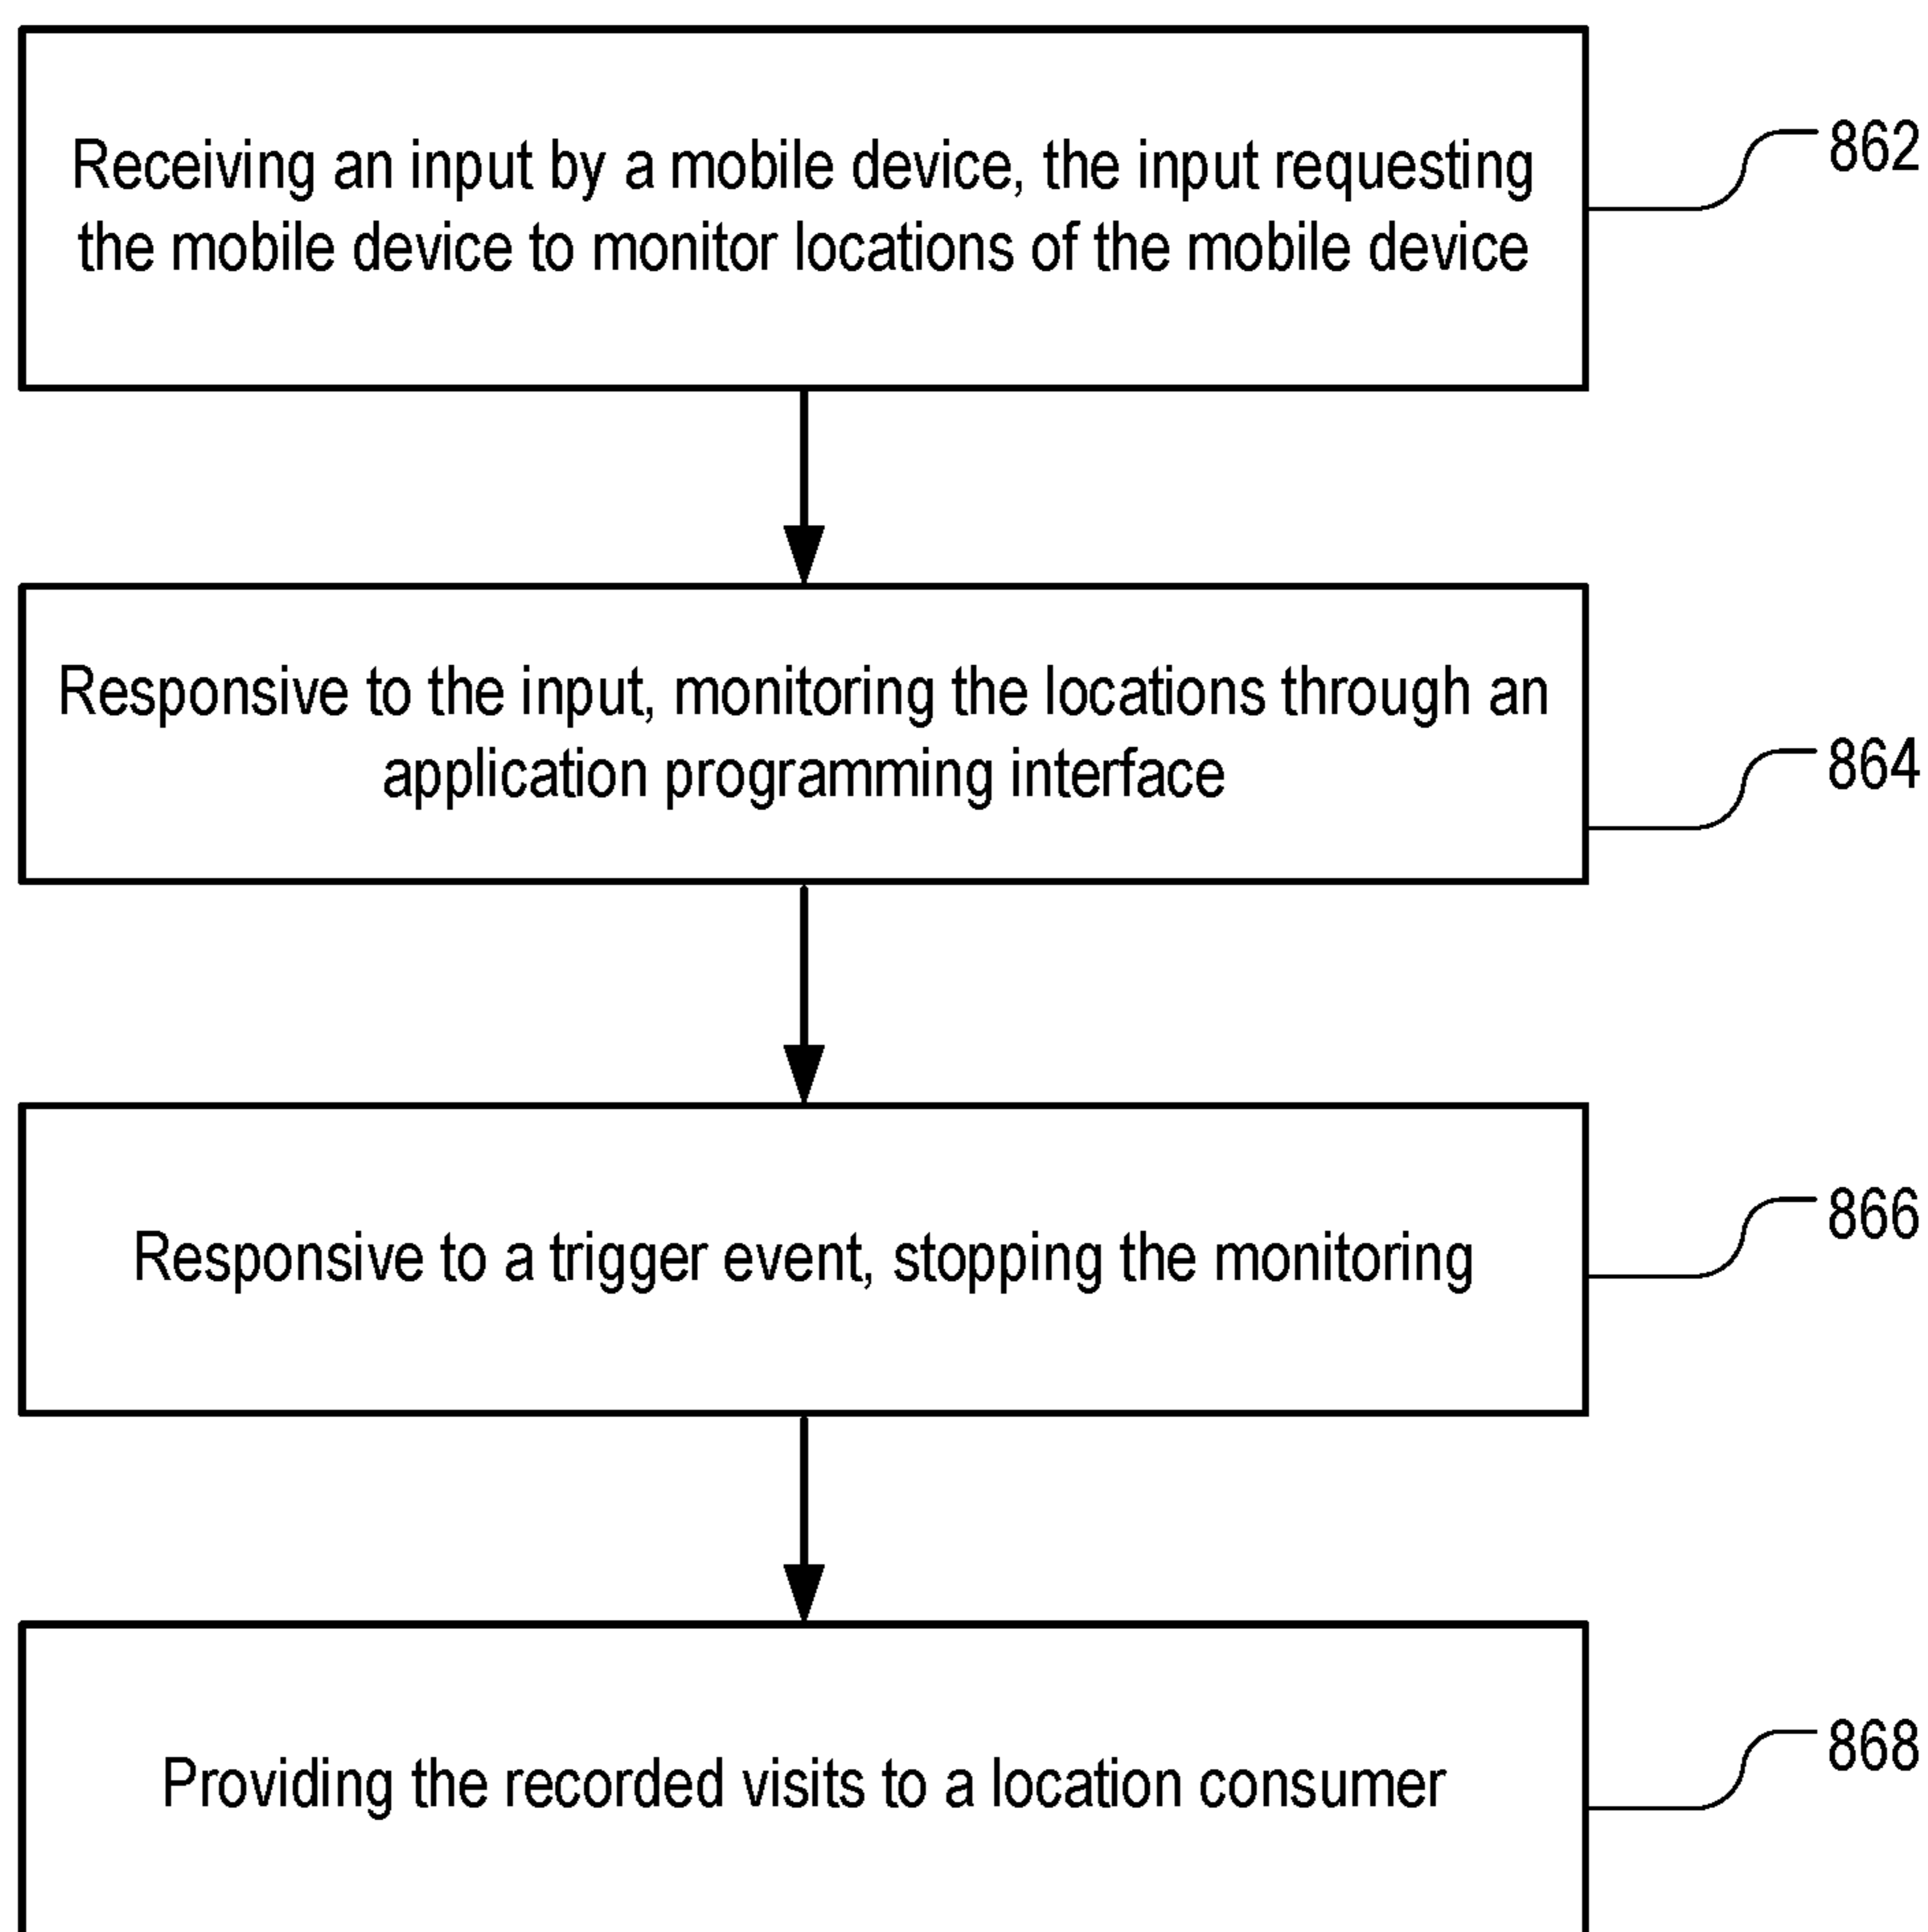 Receiving an input by a mobile device, the input requesting
the mobile device to monitor locations of the mobile device
862
Responsive to the input, monitoring the locations through an
application programming interface
864
Responsive to a trigger event, stopping the monitoring
866
Providing the recorded visits to a location consumer
868